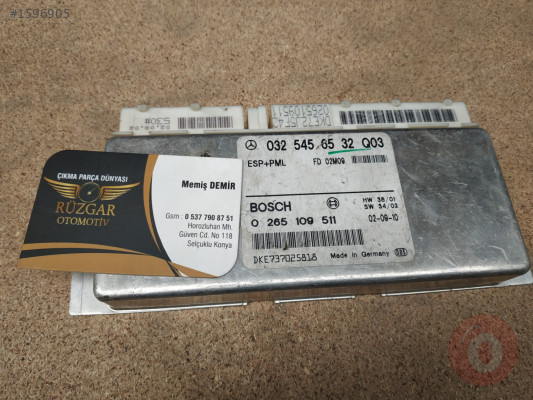 #1596905
032 545 65 32 Q03
ESP+PML
FD 02M09
BOSCH
HW 38/01
SW 34/02
0 265 109 511
02-09-10
DKE737025818
Made in Germany
ÇIKMA PARÇA DÜNYASI
RÜZGAR
OTOMOTİV
Memiş DEMİR
Gsm : 0 537 790 87 51
Horozluhan Mh.
Güven Cd. No 118
Selçuklu Konya